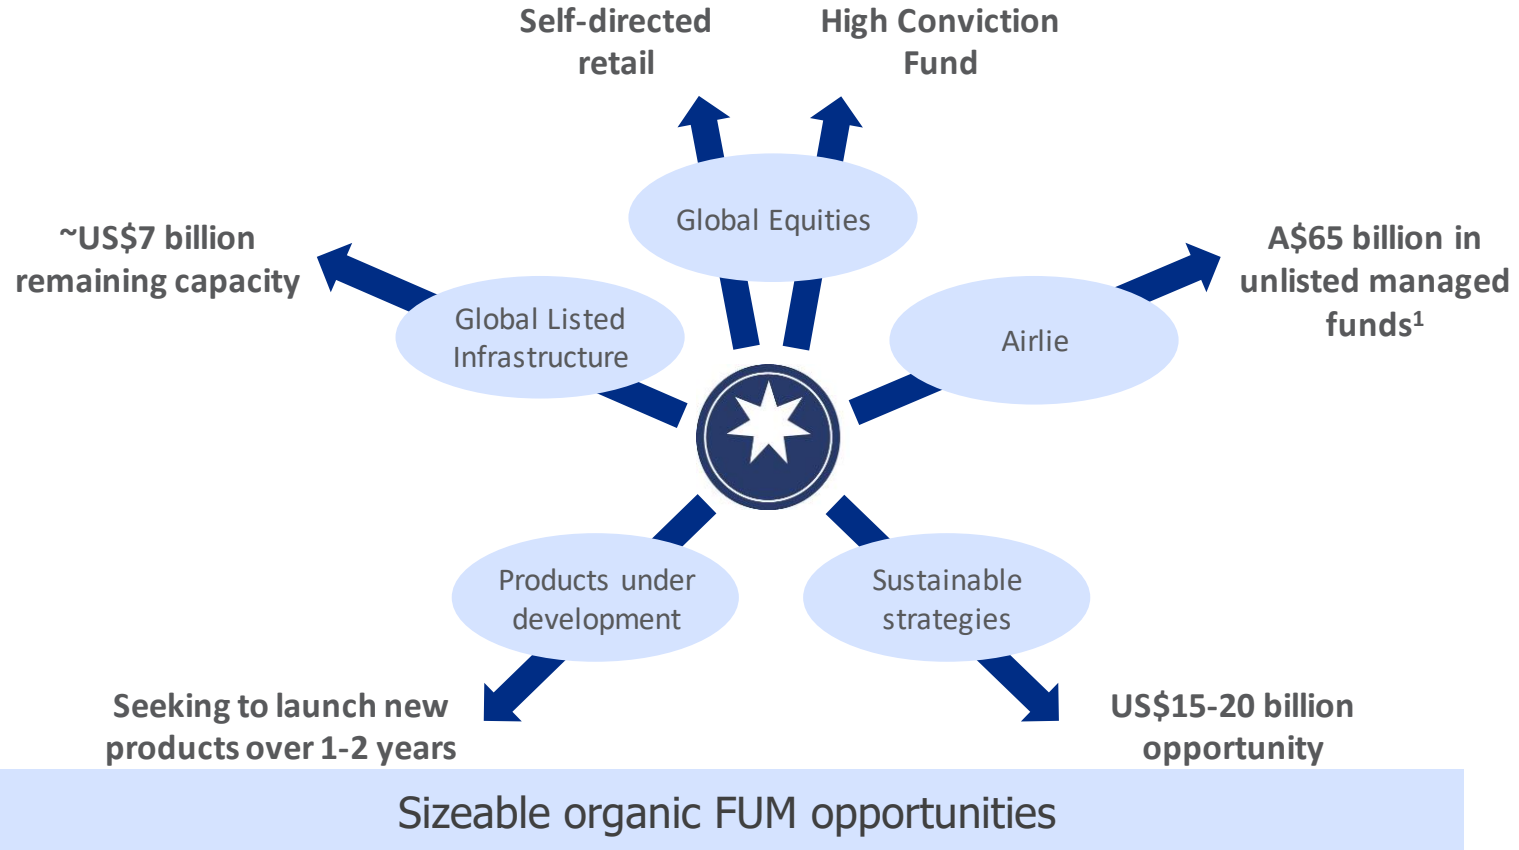 Self-directed
retail
High Conviction
Fund
Global Equities
~US$7 billion
remaining capacity
Global Listed
Infrastructure
A$65 billion in
unlisted managed
funds¹
Airlie
Products under
development
Sustainable
strategies
Seeking to launch new
products over 1-2 years
US$15-20 billion
opportunity
Sizeable organic FUM opportunities